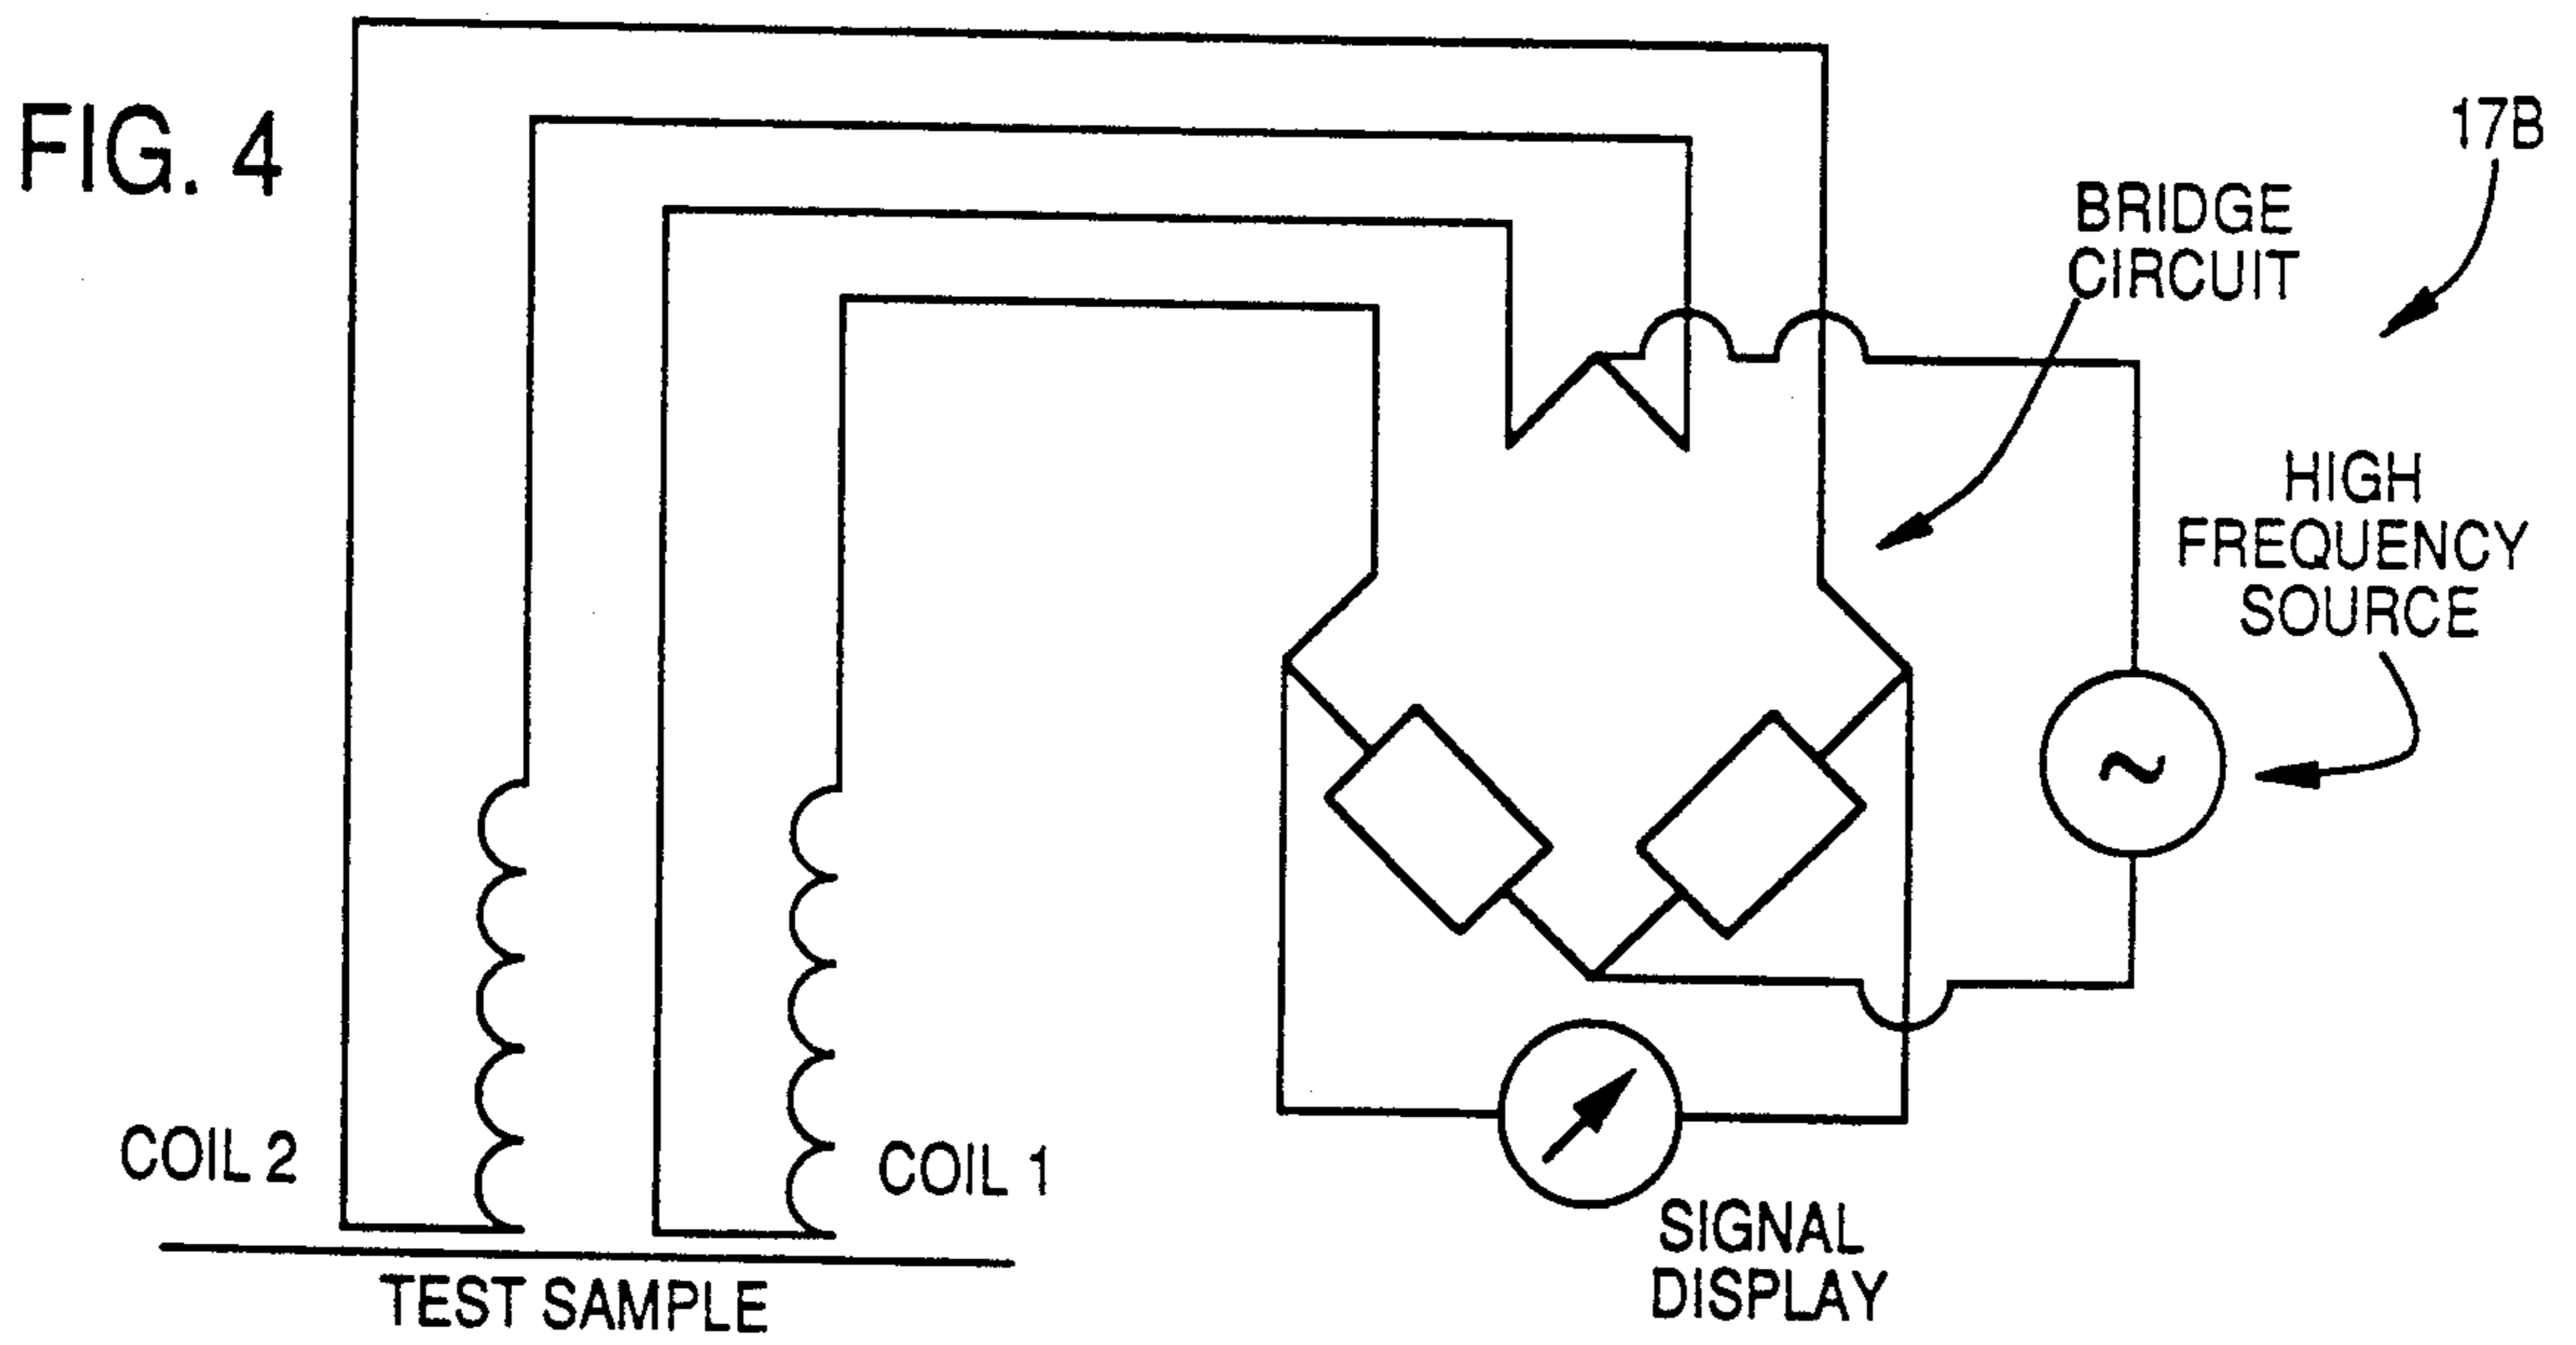 FIG. 4
17B
BRIDGE
CIRCUIT
HIGH
FREQUENCY
SOURCE
~
COIL 2
COIL 1
TEST SAMPLE
SIGNAL
DISPLAY